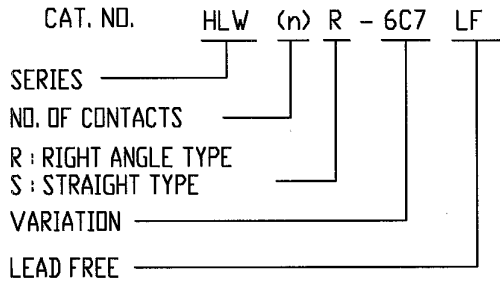 CAT. NO. HLW (n) R - 6C7 LF
SERIES
NO. OF CONTACTS
R : RIGHT ANGLE TYPE
S : STRAIGHT TYPE
VARIATION
LEAD FREE